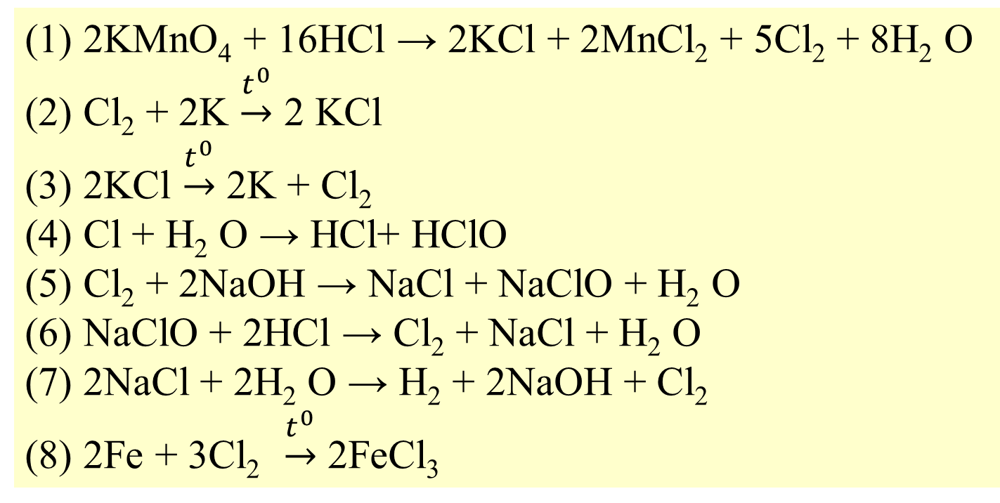 (1) 2KMnO₄ + 16HCl → 2KCl + 2MnCl₂ + 5Cl₂ + 8H₂ O
t⁰
(2) Cl₂ + 2K → 2 KCl
t⁰
(3) 2KCl → 2K + Cl₂
(4) Cl + H₂ O → HCl+ HClO
(5) Cl₂ + 2NaOH → NaCl + NaClO + H₂ O
(6) NaClO + 2HCl → Cl₂ + NaCl + H₂ O
(7) 2NaCl + 2H₂ O → H₂ + 2NaOH + Cl₂
t⁰
(8) 2Fe + 3Cl₂ → 2FeCl₃